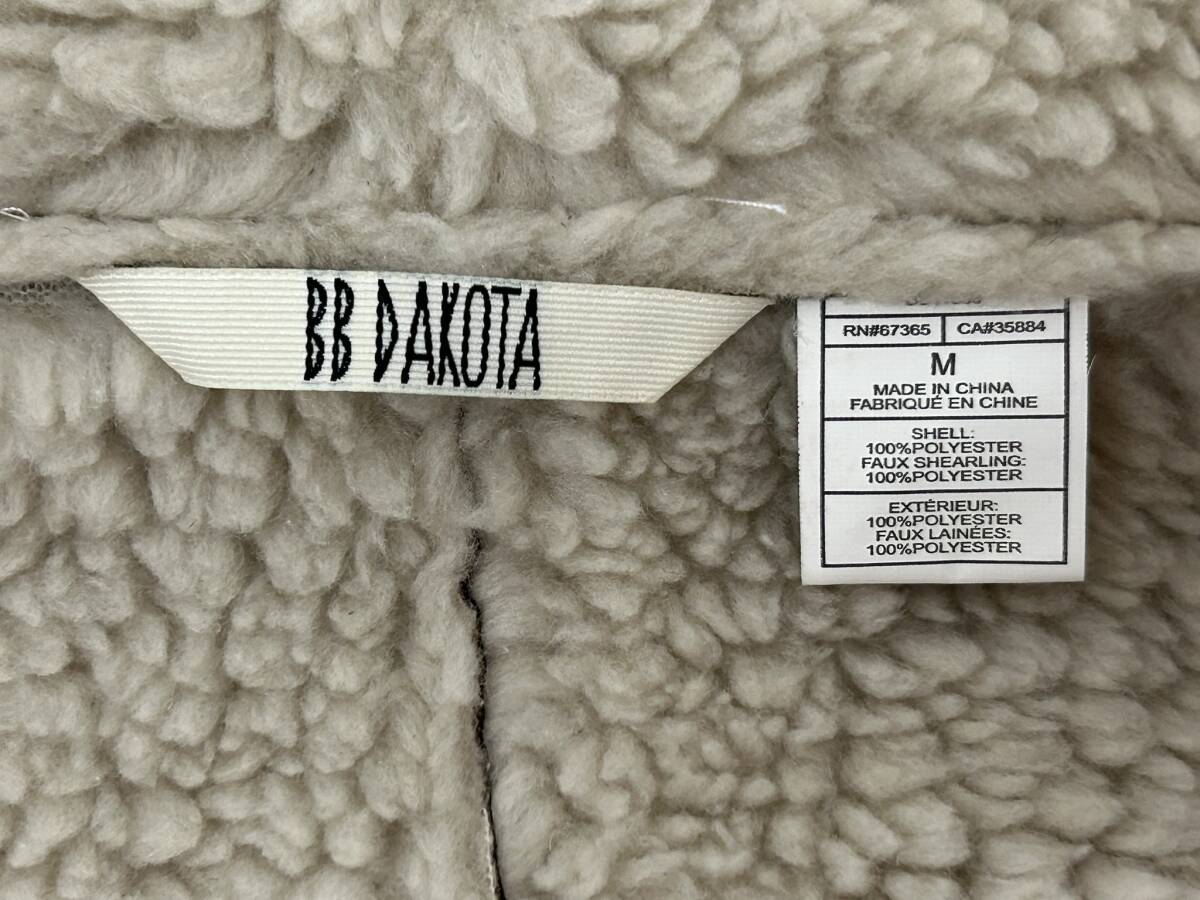 BB DAKOTA
RN#67365 CA#35884
M
MADE IN CHINA
FABRIQUÉ EN CHINE
SHELL:
100%POLYESTER
FAUX SHEARLING:
100%POLYESTER
EXTÉRIEUR:
100%POLYESTER
FAUX LAINÉES:
100%POLYESTER